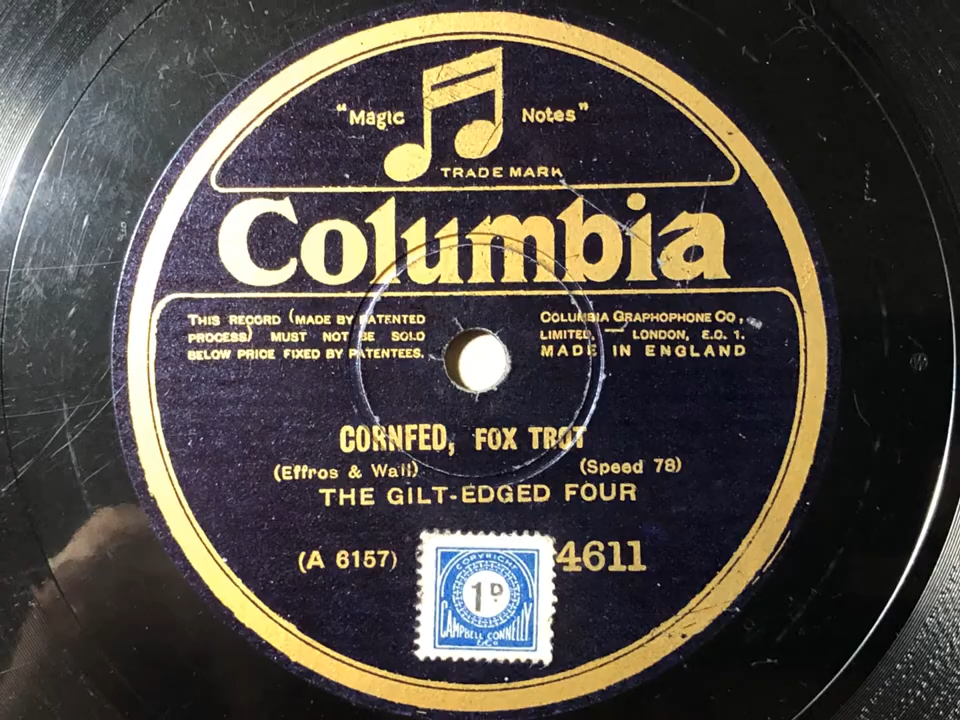 "Magic Notes"
TRADE MARK
Columbia
THIS RECORD (MADE BY PATENTED
PROCESS) MUST NOT BE SOLD
BELOW PRICE FIXED BY PATENTEES.
COLUMBIA GRAPHOPHONE CO.,
LIMITED, LONDON, E.C. 1.
MADE IN ENGLAND
CORNFED, FOX TROT
(Effros & Wall) (Speed 78)
THE GILT-EDGED FOUR
(A 6157) 4611
COPYRIGHT
1D
CAMPBELL CONNELLY
& Co